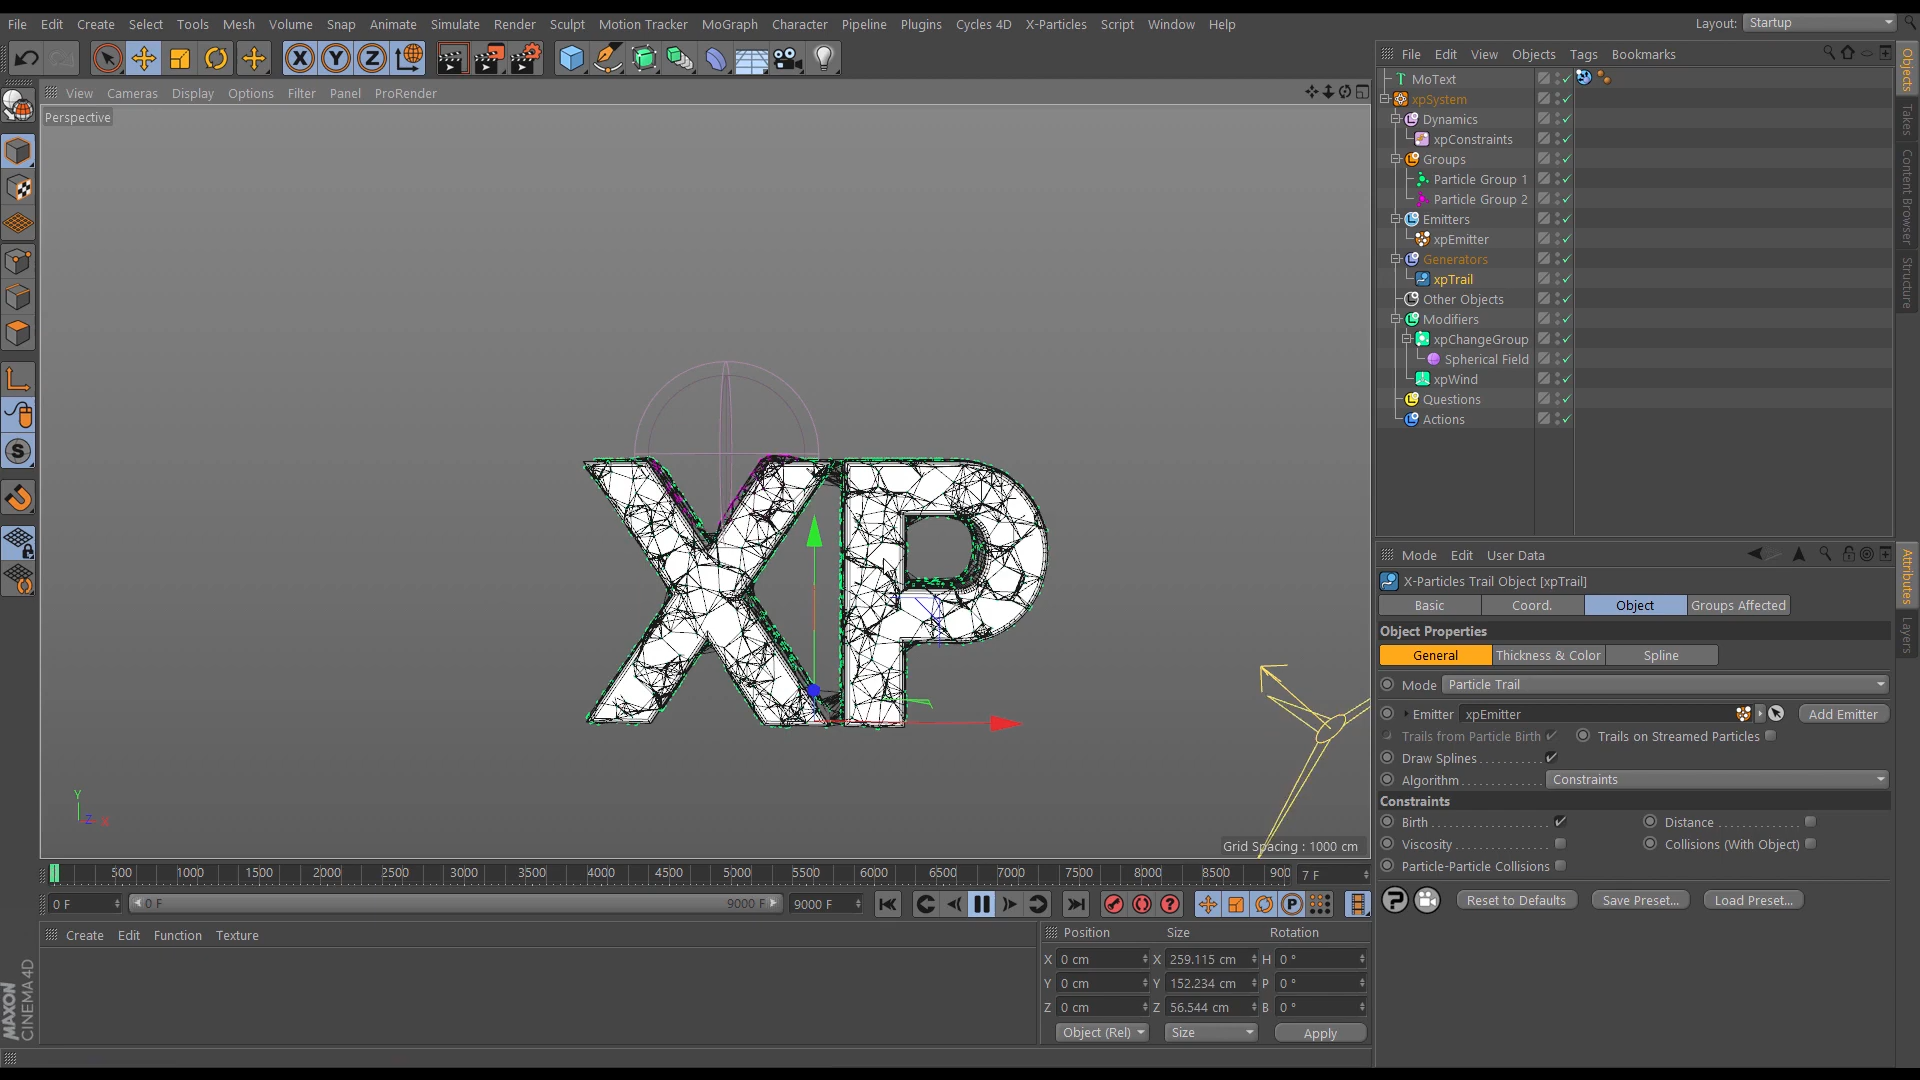 File Edit Create Select Tools Mesh Volume Snap Animate Simulate Render Sculpt Motion Tracker MoGraph Character Pipeline Plugins Cycles 4D X-Particles Script Window Help
Layout: Startup
X Y Z
View Cameras Display Options Filter Panel ProRender
Perspective
XP
Y
Z X
Grid Spacing : 1000 cm
500 1000 1500 2000 2500 3000 3500 4000 4500 5000 5500 6000 6500 7000 7500 8000 8500 900 7 F
0 F 0 F 9000 F 9000 F
P
S
Create Edit Function Texture
MAXON
CINEMA 4D
Position Size Rotation
X 0 cm X 259.115 cm H 0 °
Y 0 cm Y 152.234 cm P 0 °
Z 0 cm Z 56.544 cm B 0 °
Object (Rel) Size Apply
File Edit View Objects Tags Bookmarks
MoText
xpSystem
Dynamics
xpConstraints
Groups
Particle Group 1
Particle Group 2
Emitters
xpEmitter
Generators
xpTrail
Other Objects
Modifiers
xpChangeGroup
Spherical Field
xpWind
Questions
Actions
Objects
Takes
Content Browser
Structure
Mode Edit User Data
X-Particles Trail Object [xpTrail]
Basic Coord. Object Groups Affected
Object Properties
General Thickness & Color Spline
Mode Particle Trail
Emitter xpEmitter Add Emitter
Trails from Particle Birth Trails on Streamed Particles
Draw Splines
Algorithm Constraints
Constraints
Birth Distance
Viscosity Collisions (With Object)
Particle-Particle Collisions
Reset to Defaults Save Preset... Load Preset...
Attributes
Layers